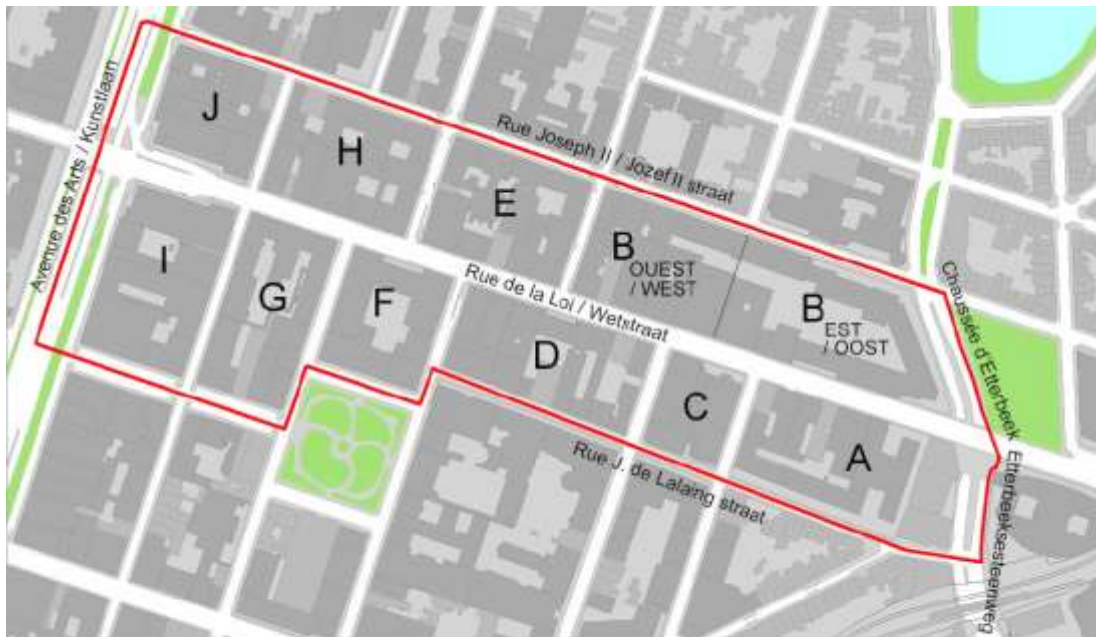 Avenue des Arts / Kunstlaan
J
H
Rue Joseph II / Jozef II straat
E
B
OUEST
/ WEST
B
EST
/ OOST
I
G
F
Rue de la Loi / Wetstraat
D
C
A
Rue J. de Lalaing straat
Chaussée d'Etterbeek Etterbeeksesteenweg